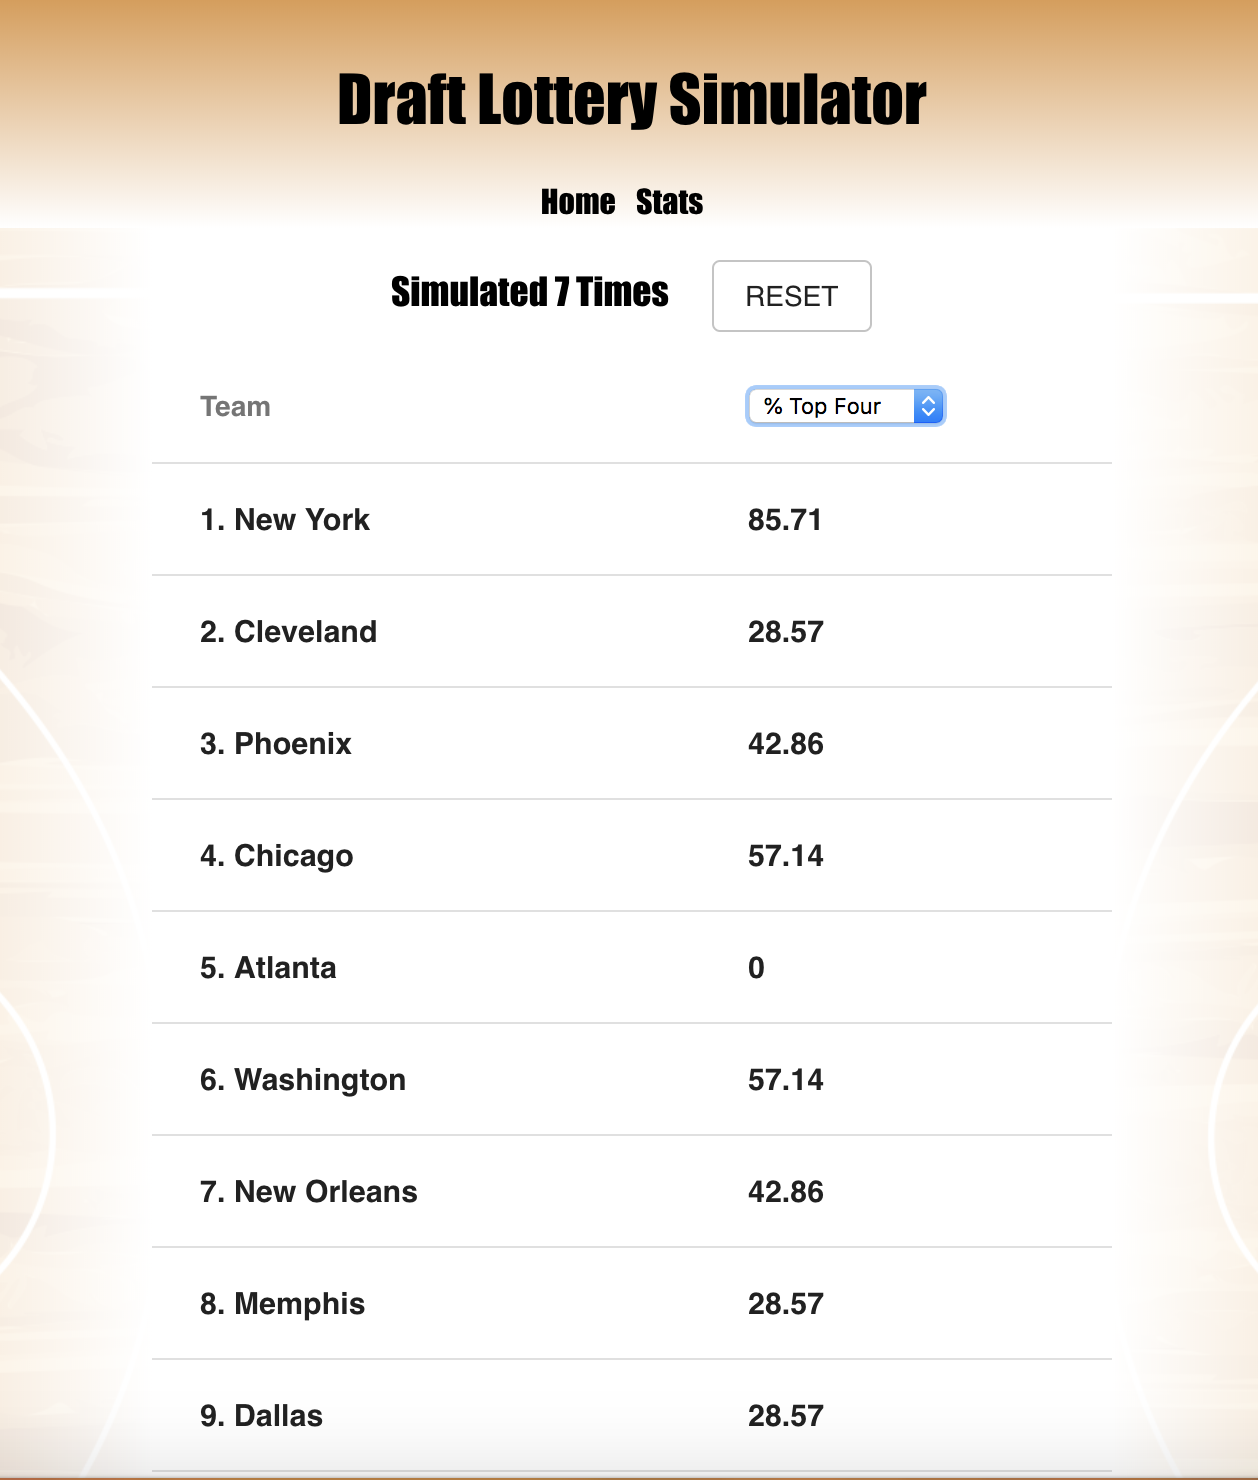 Draft Lottery Simulator
Home Stats
Simulated 7 Times RESET
Team % Top Four
1. New York 85.71
2. Cleveland 28.57
3. Phoenix 42.86
4. Chicago 57.14
5. Atlanta 0
6. Washington 57.14
7. New Orleans 42.86
8. Memphis 28.57
9. Dallas 28.57